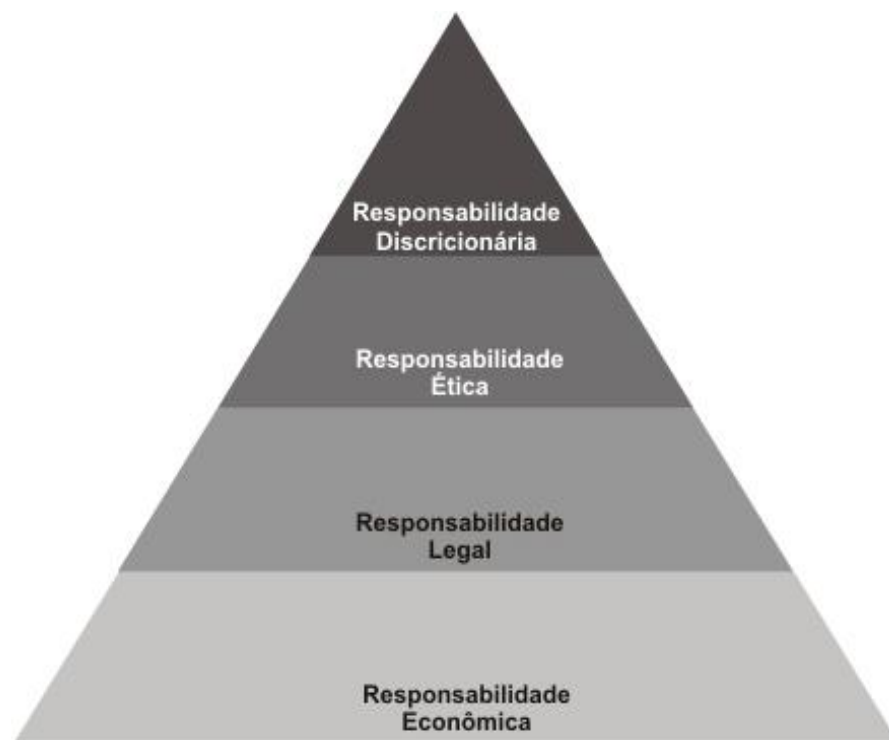 Responsabilidade
Discricionária
Responsabilidade
Ética
Responsabilidade
Legal
Responsabilidade
Econômica